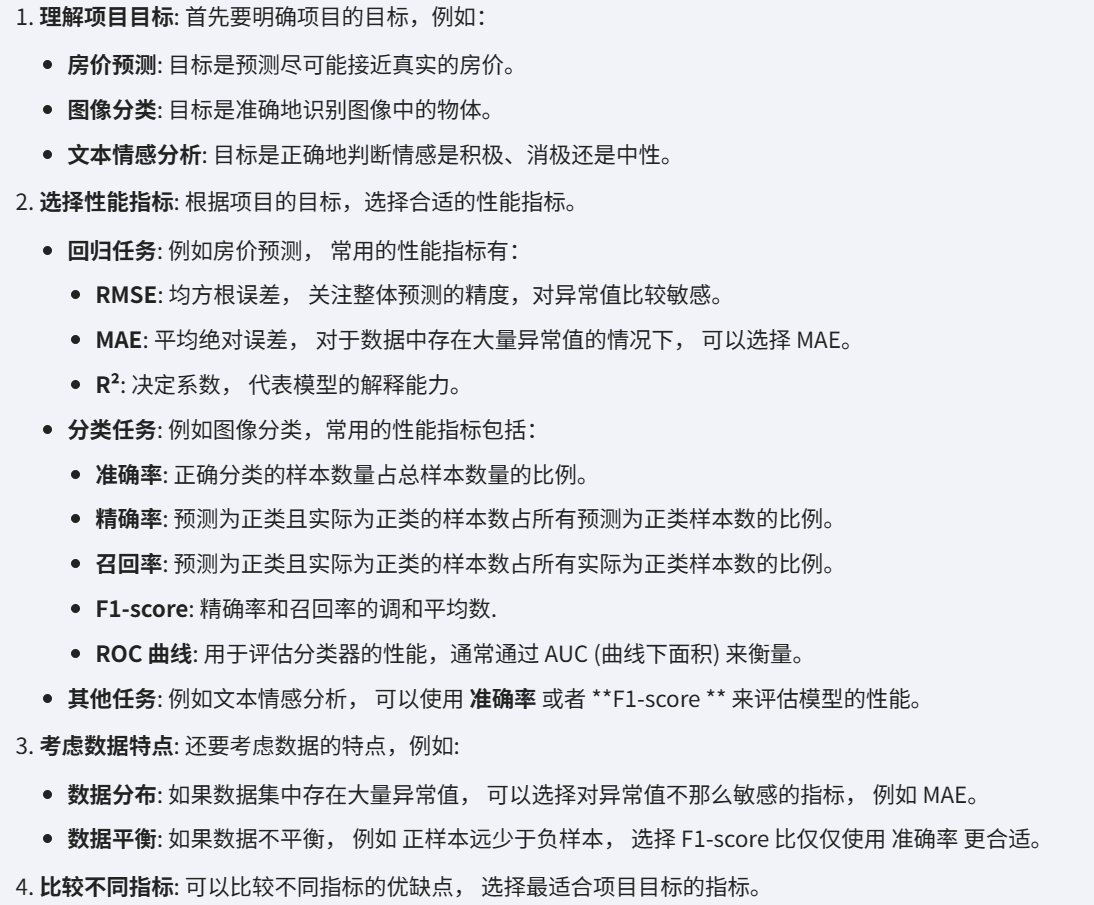 1. 理解项目目标: 首先要明确项目的目标，例如：
• 房价预测: 目标是预测尽可能接近真实的房价。
• 图像分类: 目标是准确地识别图像中的物体。
• 文本情感分析: 目标是正确地判断情感是积极、消极还是中性。
2. 选择性能指标: 根据项目的目标，选择合适的性能指标。
• 回归任务: 例如房价预测， 常用的性能指标有：
• RMSE: 均方根误差， 关注整体预测的精度，对异常值比较敏感。
• MAE: 平均绝对误差， 对于数据中存在大量异常值的情况下， 可以选择 MAE。
• R²: 决定系数， 代表模型的解释能力。
• 分类任务: 例如图像分类，常用的性能指标包括：
• 准确率: 正确分类的样本数量占总样本数量的比例。
• 精确率: 预测为正类且实际为正类的样本数占所有预测为正类样本数的比例。
• 召回率: 预测为正类且实际为正类的样本数占所有实际为正类样本数的比例。
• F1-score: 精确率和召回率的调和平均数.
• ROC 曲线: 用于评估分类器的性能，通常通过 AUC (曲线下面积) 来衡量。
• 其他任务: 例如文本情感分析， 可以使用 准确率 或者 **F1-score ** 来评估模型的性能。
3. 考虑数据特点: 还要考虑数据的特点，例如:
• 数据分布: 如果数据集中存在大量异常值， 可以选择对异常值不那么敏感的指标， 例如 MAE。
• 数据平衡: 如果数据不平衡， 例如 正样本远少于负样本， 选择 F1-score 比仅仅使用 准确率 更合适。
4. 比较不同指标: 可以比较不同指标的优缺点， 选择最适合项目目标的指标。